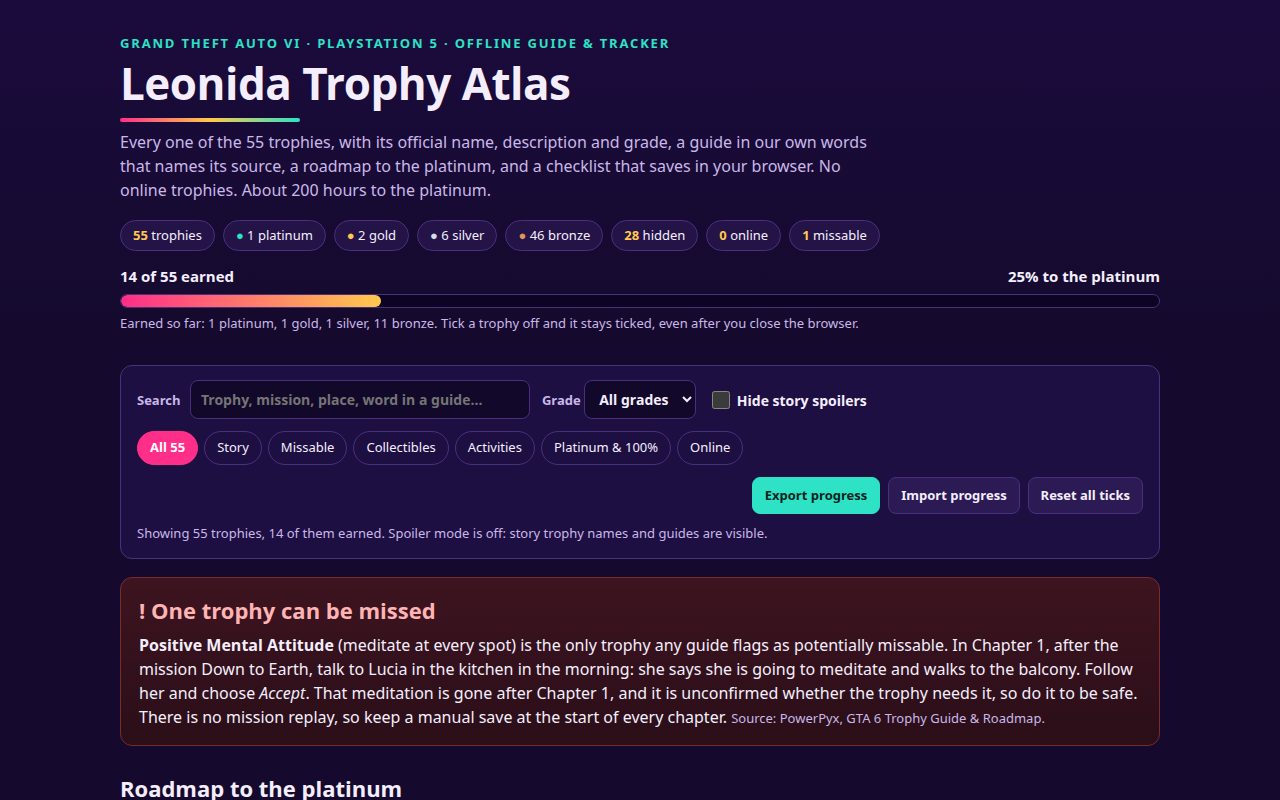 GRAND THEFT AUTO VI · PLAYSTATION 5 · OFFLINE GUIDE & TRACKER
Leonida Trophy Atlas
Every one of the 55 trophies, with its official name, description and grade, a guide in our own words
that names its source, a roadmap to the platinum, and a checklist that saves in your browser. No
online trophies. About 200 hours to the platinum.
55 trophies
1 platinum
2 gold
6 silver
46 bronze
28 hidden
0 online
1 missable
14 of 55 earned
25% to the platinum
Earned so far: 1 platinum, 1 gold, 1 silver, 11 bronze. Tick a trophy off and it stays ticked, even after you close the browser.
Search
Trophy, mission, place, word in a guide...
Grade
All grades
Hide story spoilers
All 55
Story
Missable
Collectibles
Activities
Platinum & 100%
Online
Export progress
Import progress
Reset all ticks
Showing 55 trophies, 14 of them earned. Spoiler mode is off: story trophy names and guides are visible.
! One trophy can be missed
Positive Mental Attitude (meditate at every spot) is the only trophy any guide flags as potentially missable. In Chapter 1, after the
mission Down to Earth, talk to Lucia in the kitchen in the morning: she says she is going to meditate and walks to the balcony. Follow
her and choose Accept. That meditation is gone after Chapter 1, and it is unconfirmed whether the trophy needs it, so do it to be safe.
There is no mission replay, so keep a manual save at the start of every chapter. Source: PowerPyx, GTA 6 Trophy Guide & Roadmap.
Roadmap to the platinum